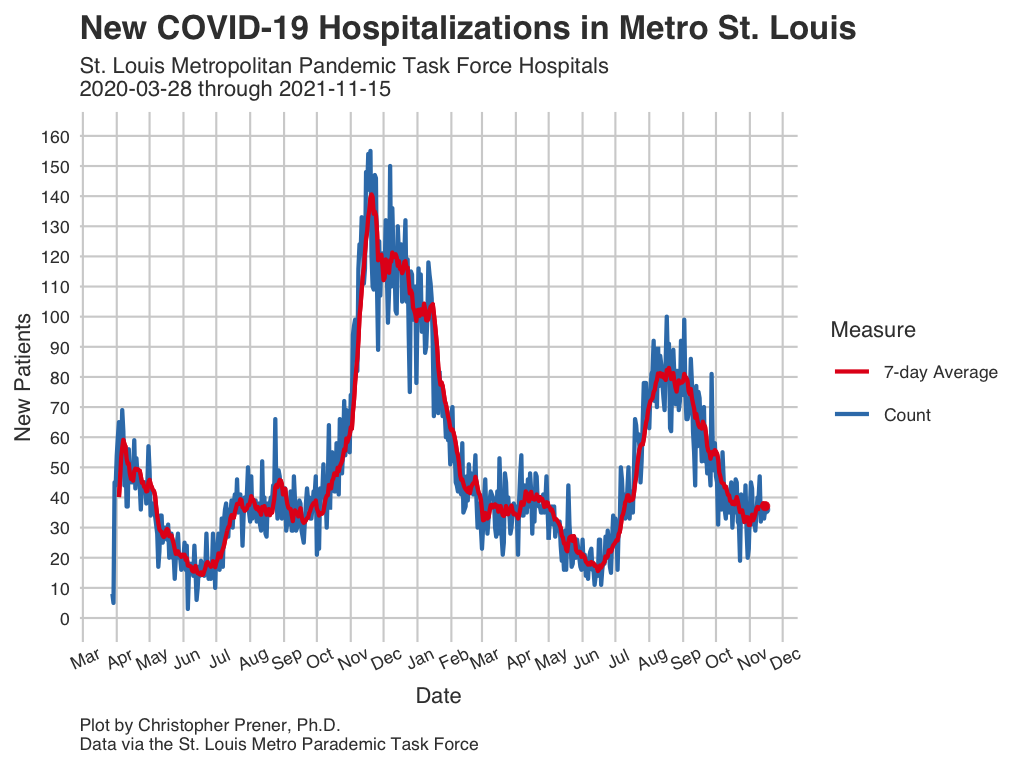 New COVID-19 Hospitalizations in Metro St. Louis
St. Louis Metropolitan Pandemic Task Force Hospitals
2020-03-28 through 2021-11-15
160
150
140
130
120
110
100
90
80
70
60
50
40
30
20
10
0
New Patients
Mar Apr May Jun Jul Aug Sep Oct Nov Dec Jan Feb Mar Apr May Jun Jul Aug Sep Oct Nov Dec
Date
Measure
7-day Average
Count
Plot by Christopher Prener, Ph.D.
Data via the St. Louis Metro Parademic Task Force